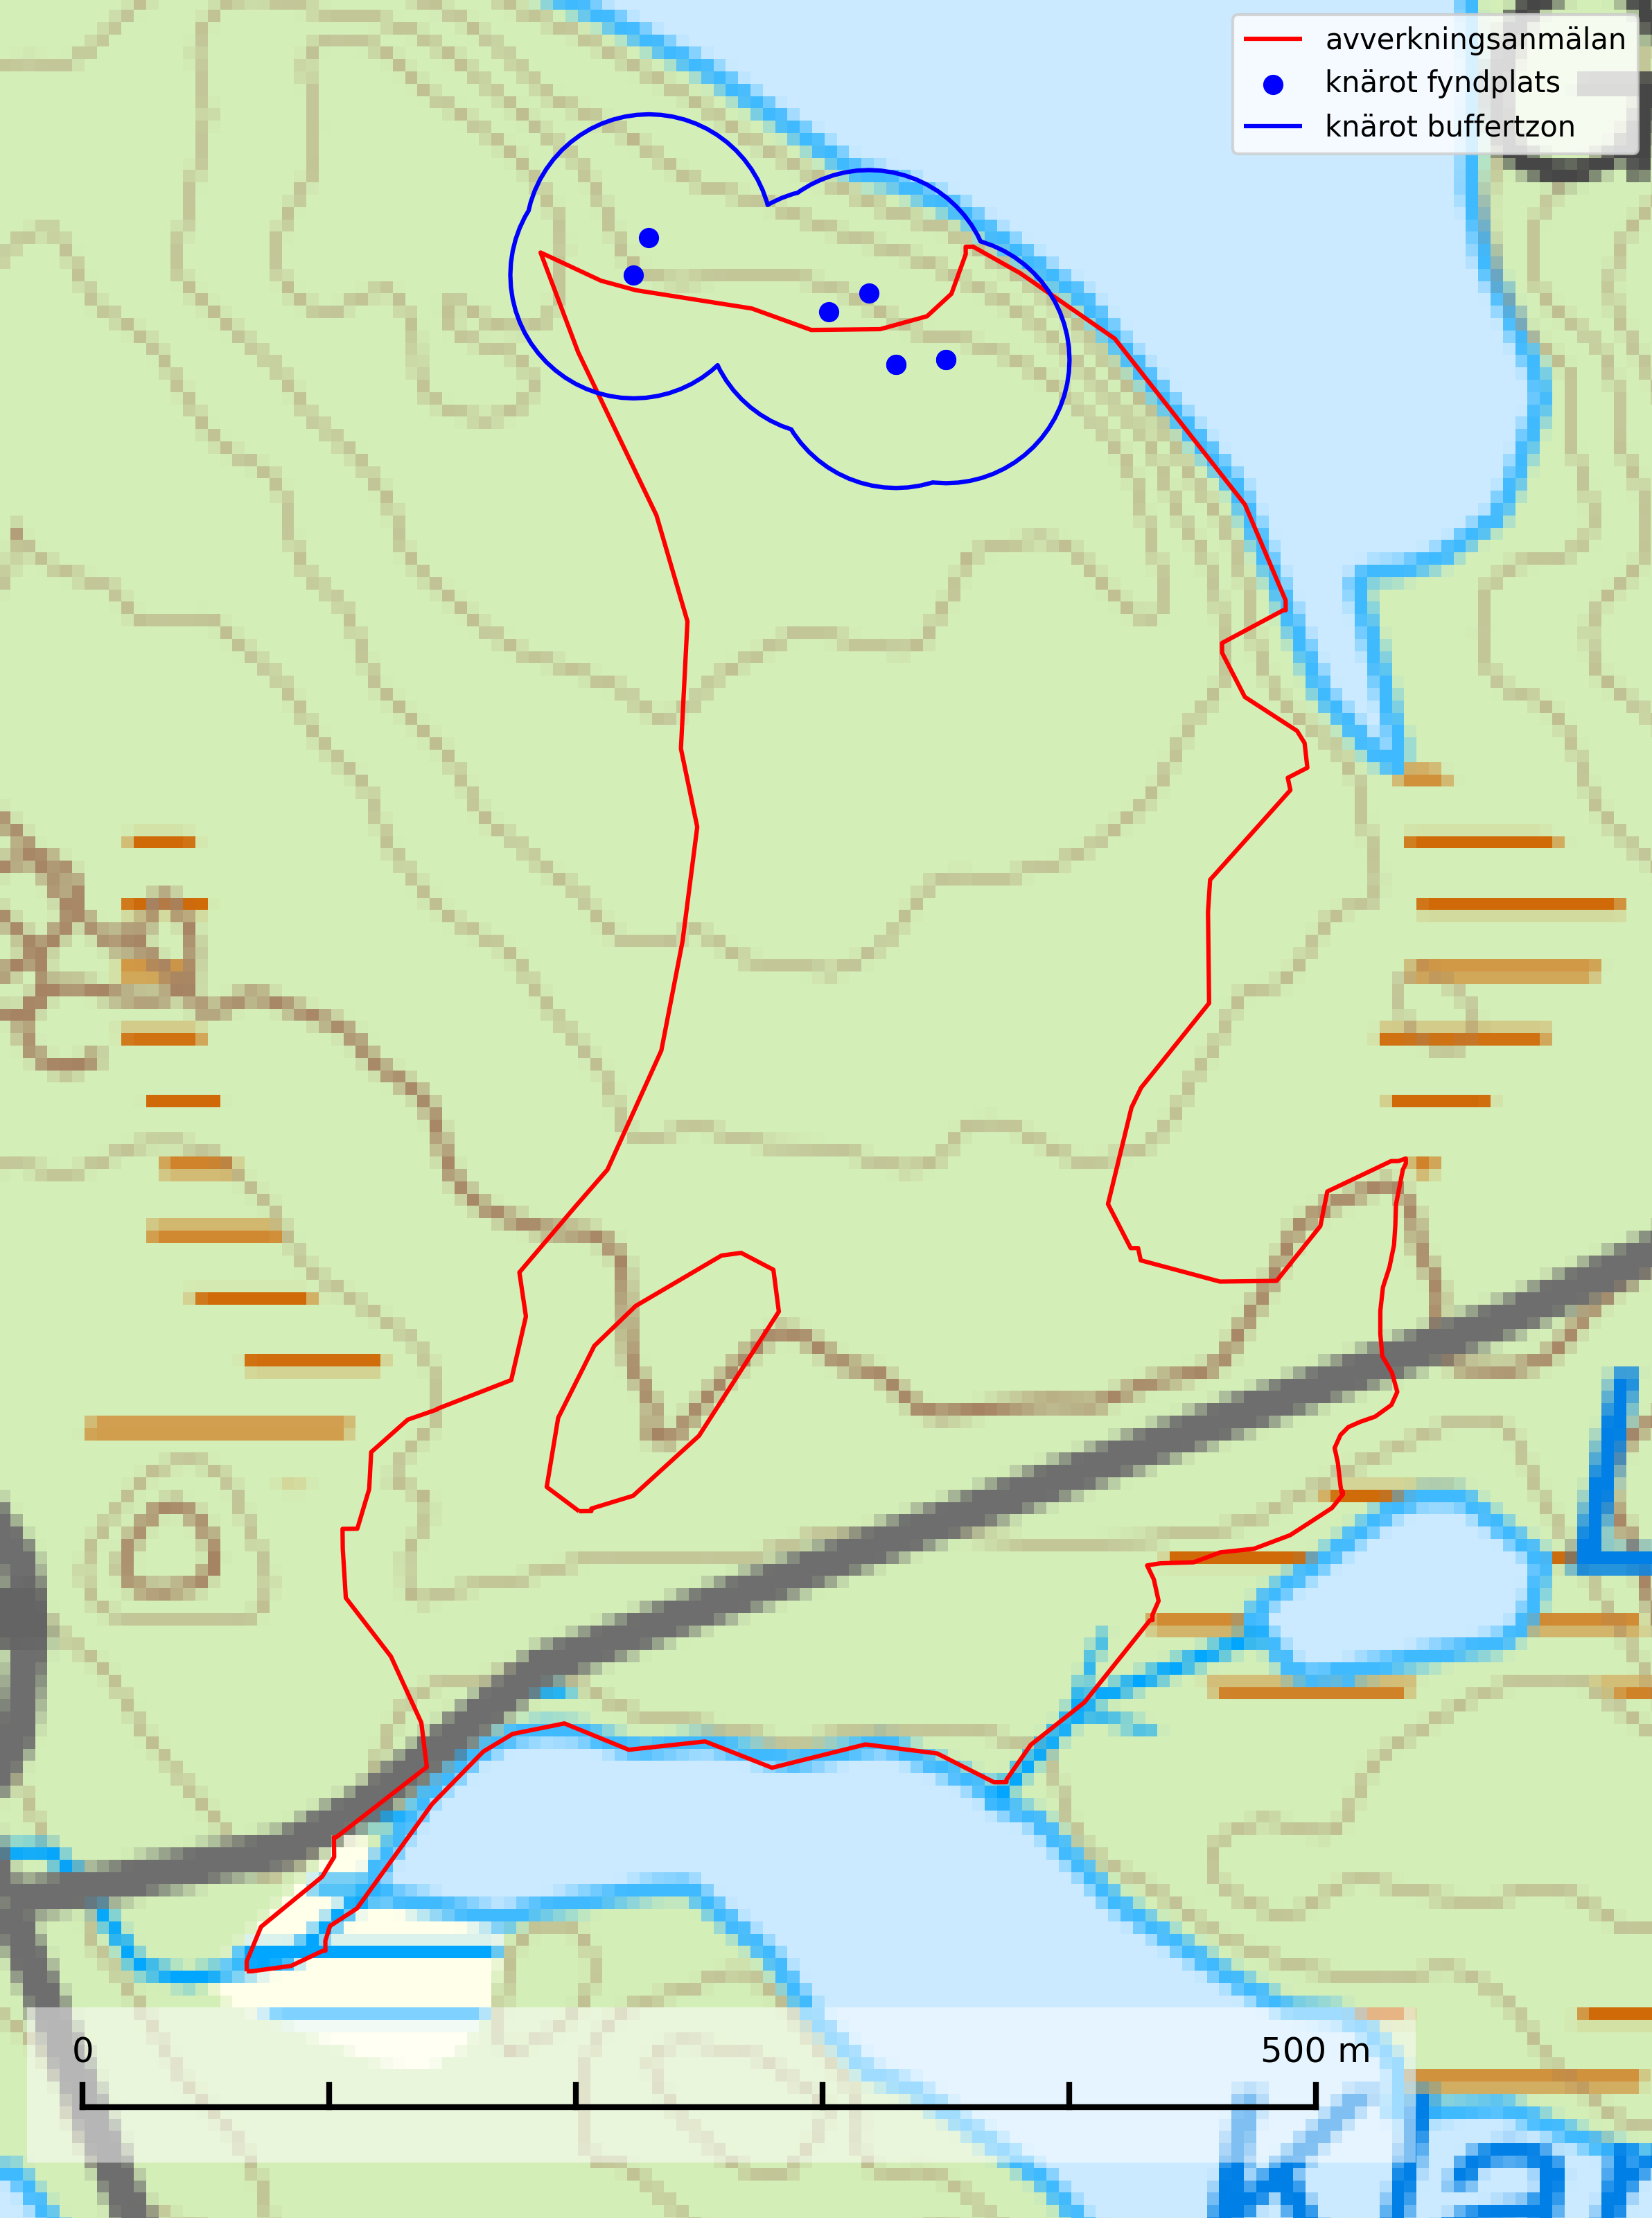 avverkningsanmälan
knärot fyndplats
knärot buffertzon
0 500 m